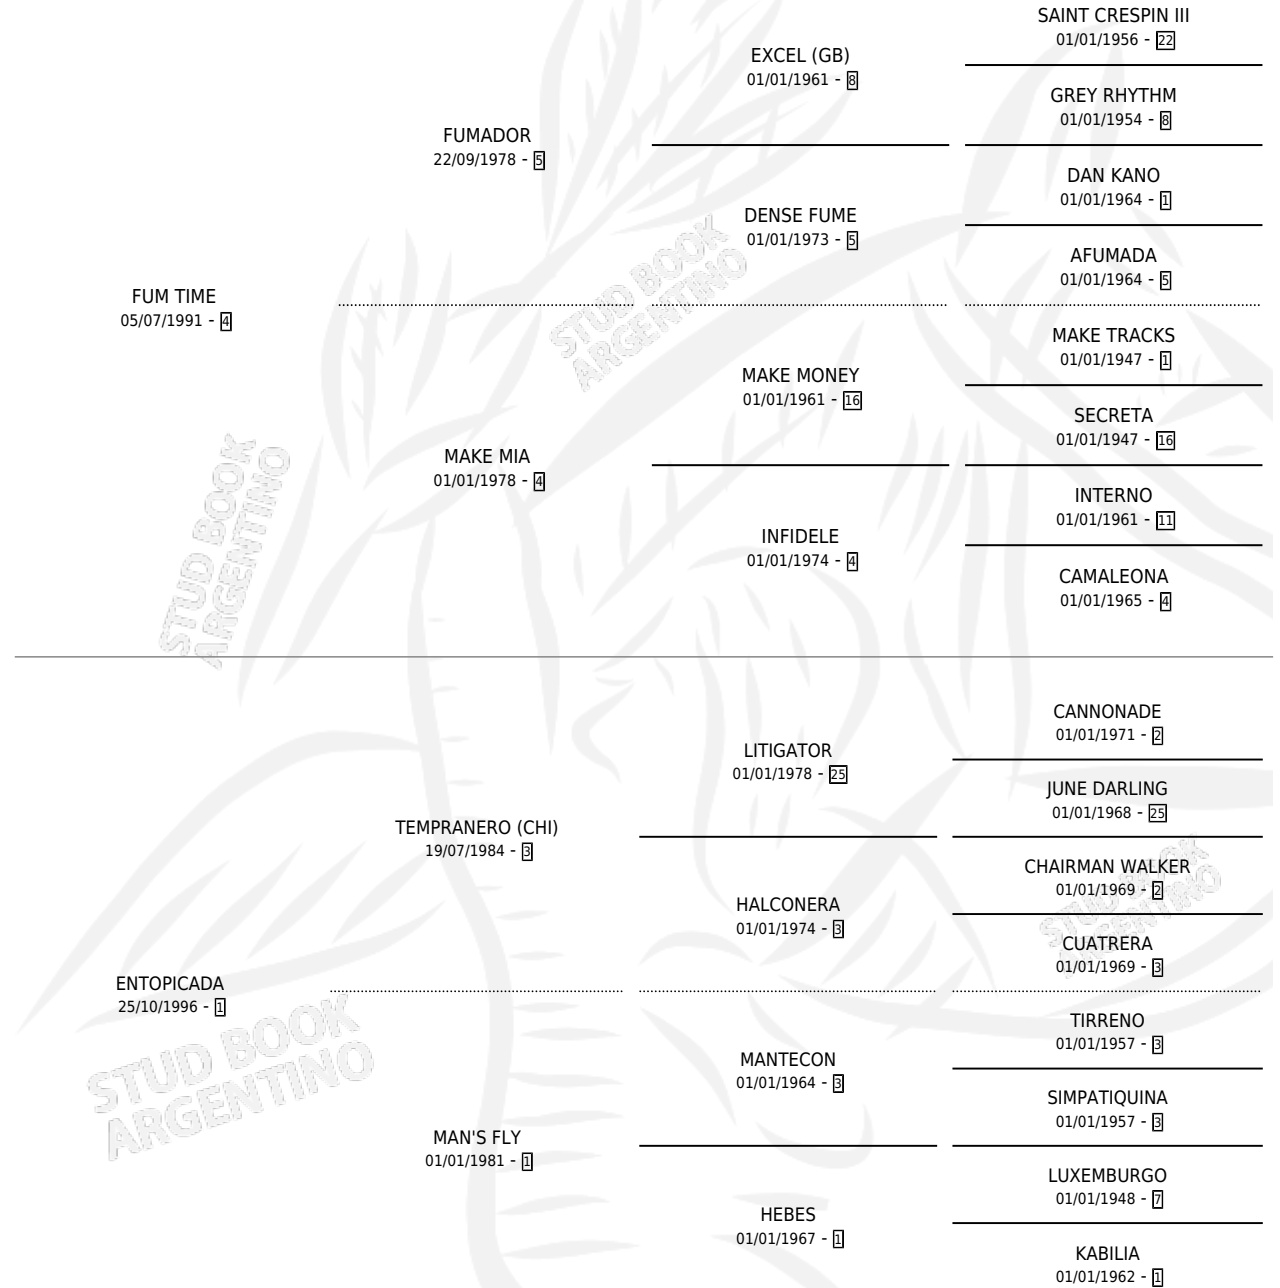 SAINT CRESPIN III
01/01/1956 - 22
EXCEL (GB)
01/01/1961 - 8
GREY RHYTHM
01/01/1954 - 8
FUMADOR
22/09/1978 - 5
DAN KANO
01/01/1964 - 1
DENSE FUME
01/01/1973 - 5
AFUMADA
01/01/1964 - 5
FUM TIME
05/07/1991 - 4
MAKE TRACKS
01/01/1947 - 1
MAKE MONEY
01/01/1961 - 16
SECRETA
01/01/1947 - 16
MAKE MIA
01/01/1978 - 4
INTERNO
01/01/1961 - 11
INFIDELE
01/01/1974 - 4
CAMALEONA
01/01/1965 - 4
CANNONADE
01/01/1971 - 2
LITIGATOR
01/01/1978 - 25
JUNE DARLING
01/01/1968 - 25
TEMPRANERO (CHI)
19/07/1984 - 3
CHAIRMAN WALKER
01/01/1969 - 2
HALCONERA
01/01/1974 - 3
CUATRERA
01/01/1969 - 3
ENTOPICADA
25/10/1996 - 1
TIRRENO
01/01/1957 - 3
MANTECON
01/01/1964 - 3
SIMPATIQUINA
01/01/1957 - 3
MAN'S FLY
01/01/1981 - 1
LUXEMBURGO
01/01/1948 - 7
HEBES
01/01/1967 - 1
KABILIA
01/01/1962 - 1
STUD BOOK
ARGENTINO
STUD BOOK
ARGENTINO
STUD BOOK
ARGENTINO
STUD BOOK
ARGENTINO